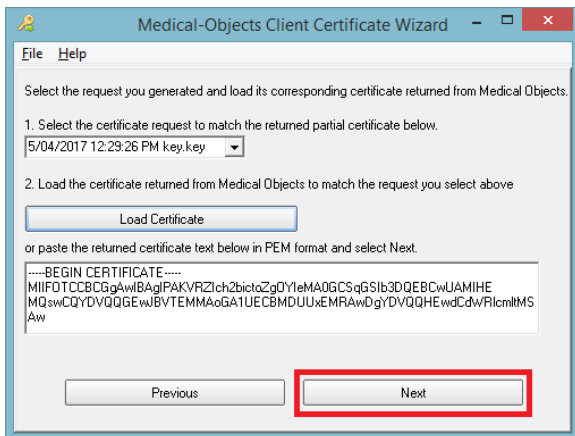 Medical-Objects Client Certificate Wizard
File Help
Select the request you generated and load its corresponding certificate returned from Medical Objects.
1. Select the certificate request to match the returned partial certificate below.
5/04/2017 12:29:26 PM key.key
2. Load the certificate returned from Medical Objects to match the request you select above
Load Certificate
or paste the returned certificate text below in PEM format and select Next.
-----BEGIN CERTIFICATE-----
MIIFOTCCBCGgAwIBAgIPAKVRZIch2bictoZgOYIeMA0GCSqGSIb3DQEBCwUAMIHE
MQswCQYDVQQGEwJBVTEMMAoGA1UECBMDUUxEMRAwDgYDVQQHEwdCdWRlcmltMS
Aw
Previous Next